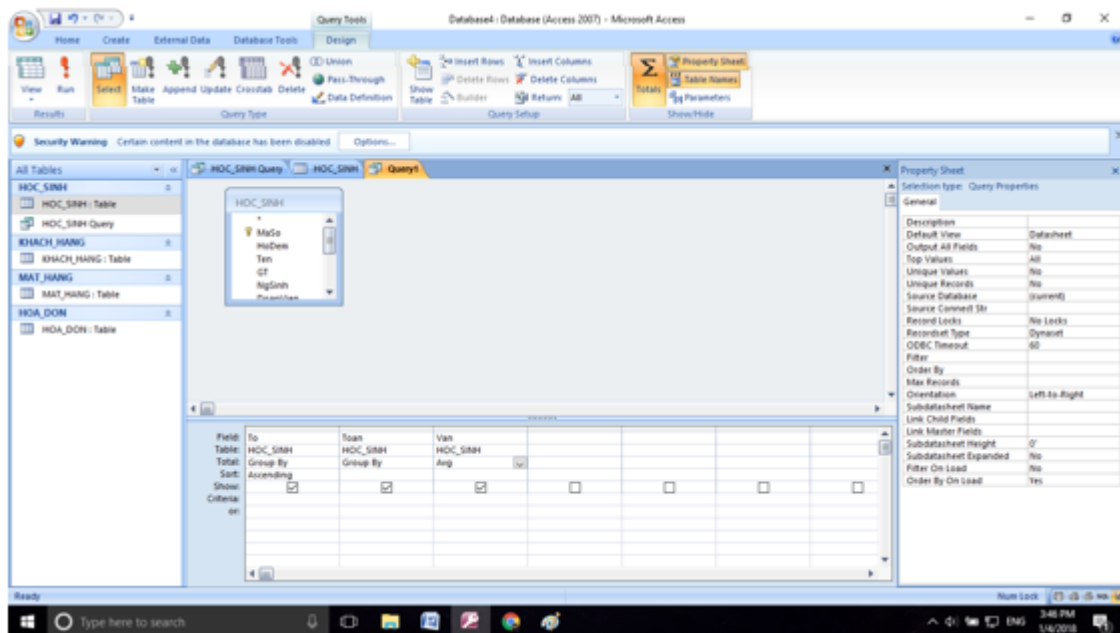 Query Tools
Database4 : Database (Access 2007) - Microsoft Access
Home Create External Data Database Tools Design
View Run Select Make Table Append Update Crosstab Delete
Union
Pass-Through
Data Definition
Show Table
Insert Rows
Delete Rows
Builder
Insert Columns
Delete Columns
Return: All
Totals
Property Sheet
Table Names
Parameters
Results Query Type Query Setup Show/Hide
Security Warning Certain content in the database has been disabled Options...
All Tables
HOC_SINH
HOC_SINH : Table
HOC_SINH Query
KHACH_HANG
KHACH_HANG : Table
MAT_HANG
MAT_HANG : Table
HOA_DON
HOA_DON : Table
HOC_SINH Query HOC_SINH Query1
HOC_SINH
*
MaSo
HoDem
Ten
GT
NgSinh
Field: To Toan Van
Table: HOC_SINH HOC_SINH HOC_SINH
Total: Group By Group By Avg
Sort: Ascending
Show:
Criteria:
or:
Property Sheet
Selection type: Query Properties
General
Description
Default View Datasheet
Output All Fields No
Top Values All
Unique Values No
Unique Records No
Source Database (current)
Source Connect Str
Record Locks No Locks
Recordset Type Dynaset
ODBC Timeout 60
Filter
Order By
Max Records
Orientation Left-to-Right
Subdatasheet Name
Link Child Fields
Link Master Fields
Subdatasheet Height 0"
Subdatasheet Expanded No
Filter On Load No
Order By On Load Yes
Ready
Num Lock
Type here to search
ENG
3:46 PM
1/4/2018